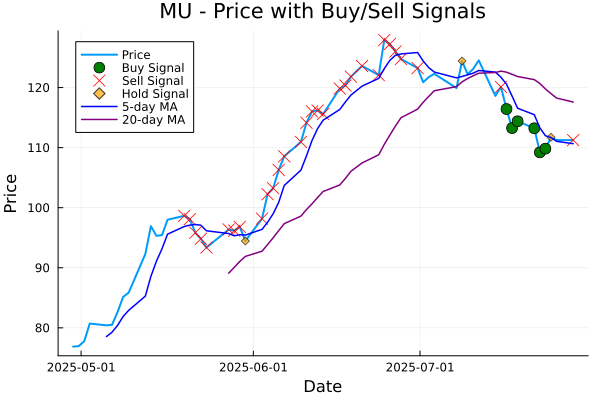 MU - Price with Buy/Sell Signals
Price
Buy Signal
Sell Signal
Hold Signal
5-day MA
20-day MA
120
110
100
90
80
Price
2025-05-01
2025-06-01
2025-07-01
Date